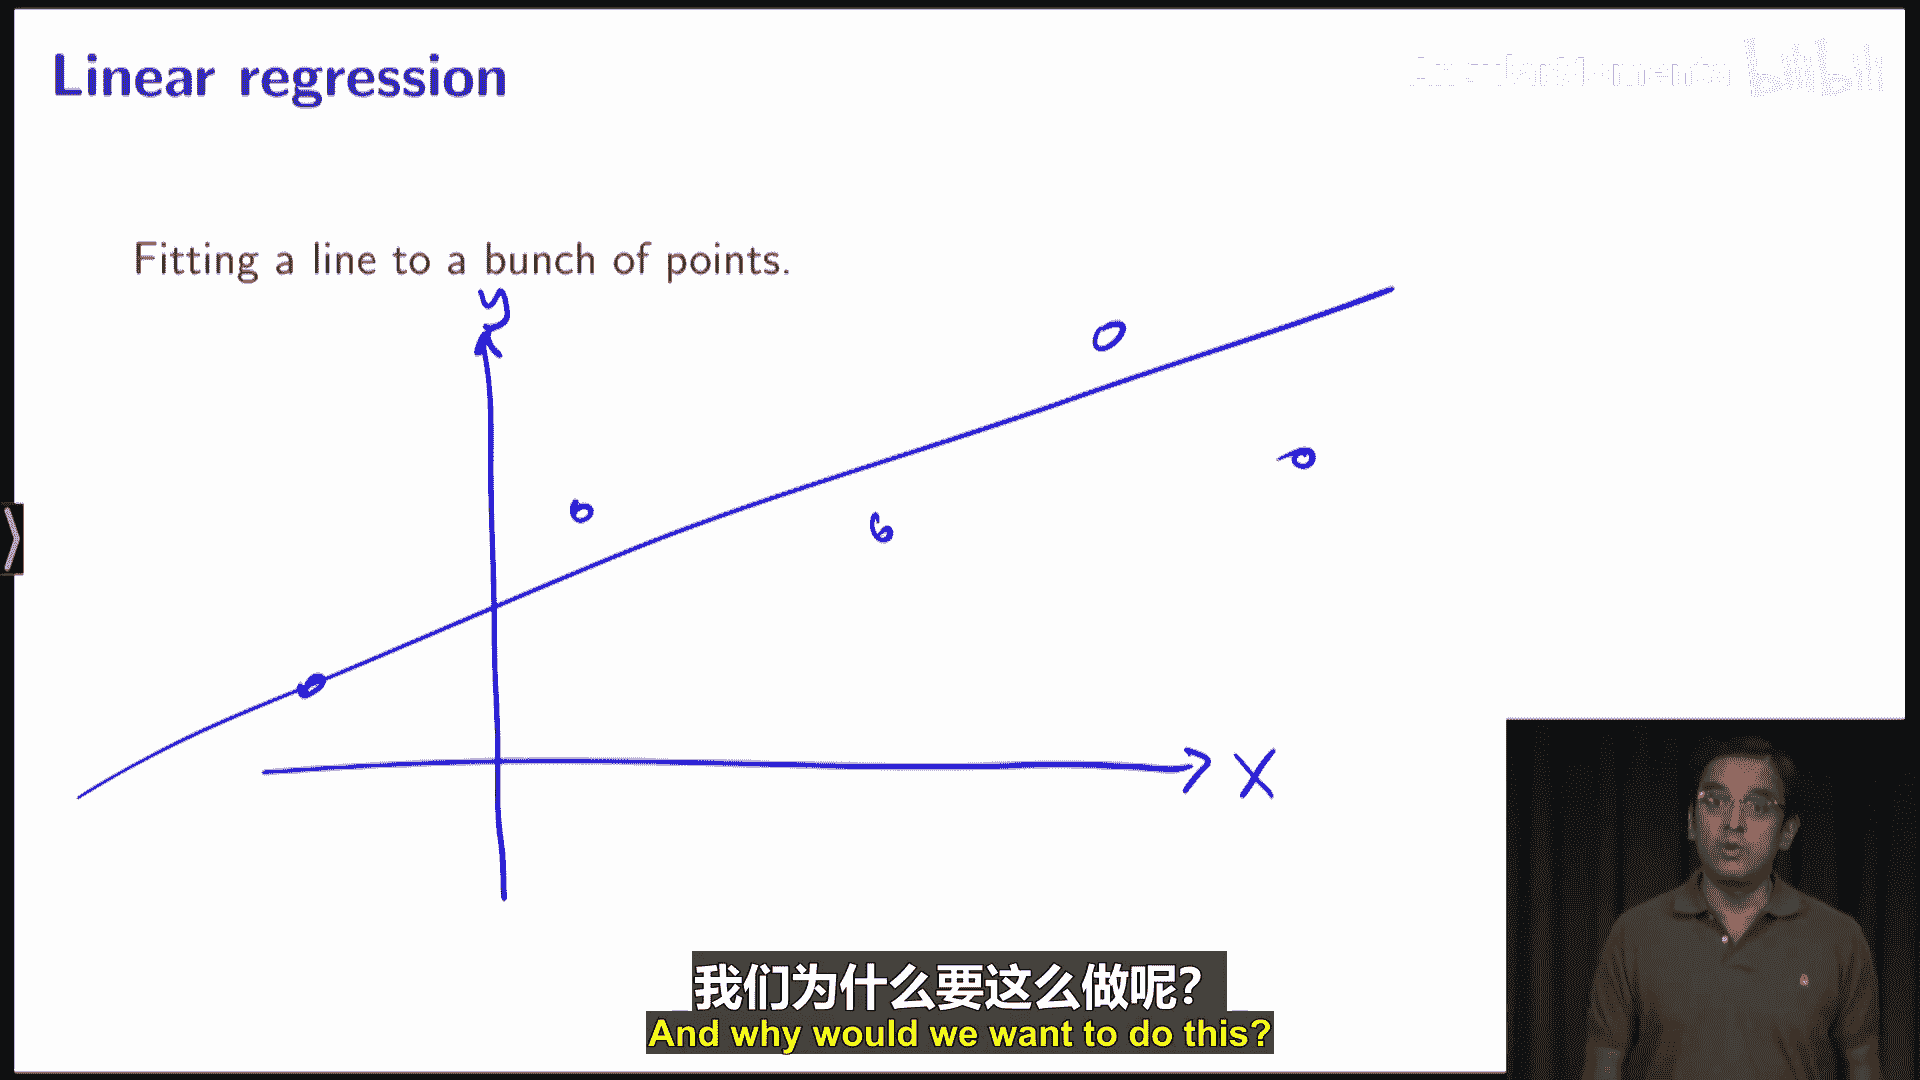 Linear regression
bilibili
Fitting a line to a bunch of points.
y
X
我们为什么要这么做呢?
And why would we want to do this?